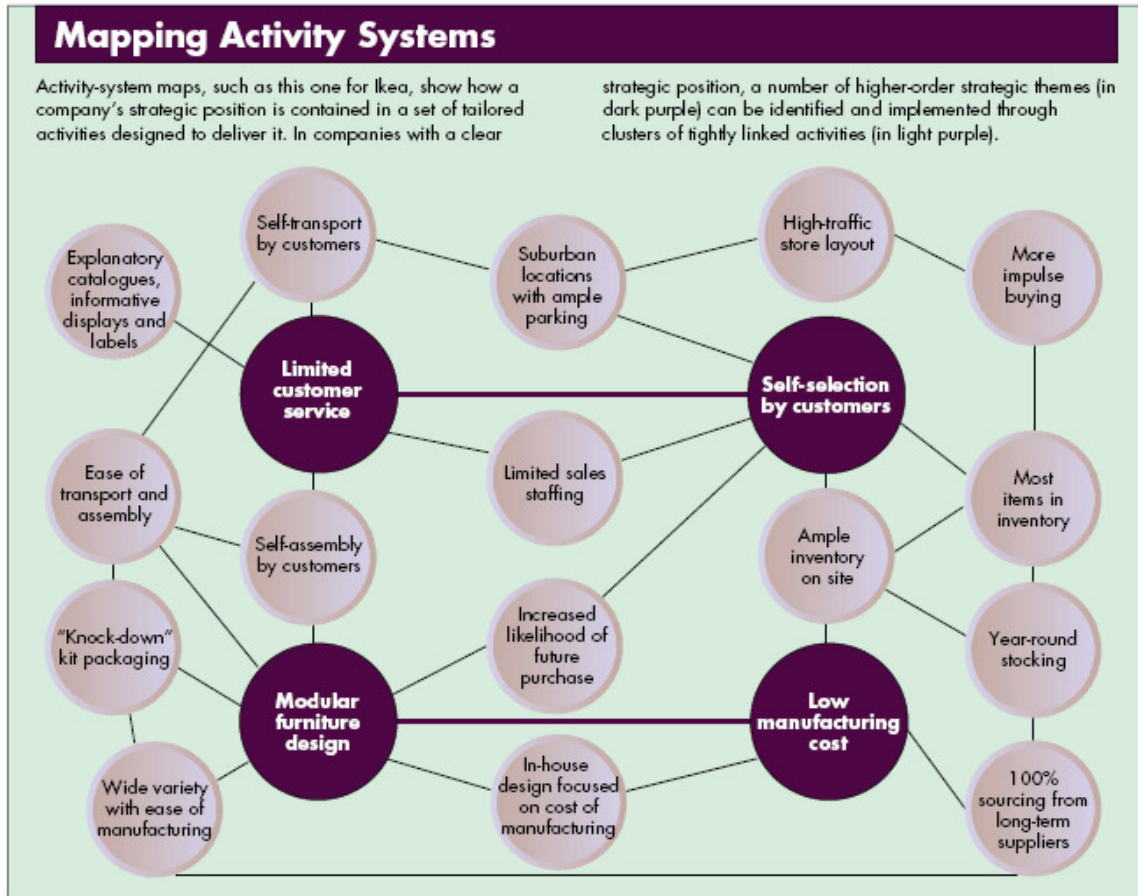 Mapping Activity Systems
Activity-system maps, such as this one for Ikea, show how a
company's strategic position is contained in a set of tailored
activities designed to deliver it. In companies with a clear
strategic position, a number of higher-order strategic themes (in
dark purple) can be identified and implemented through
clusters of tightly linked activities (in light purple).
Explanatory
catalogues,
informative
displays and
labels
Self-transport
by customers
Suburban
locations
with ample
parking
High-traffic
store layout
More
impulse
buying
Limited
customer
service
Self-selection
by customers
Ease of
transport and
assembly
Limited sales
staffing
Most
items in
inventory
Self-assembly
by customers
Ample
inventory
on site
"Knock-down"
kit packaging
Increased
likelihood of
future
purchase
Year-round
stocking
Modular
furniture
design
Low
manufacturing
cost
Wide variety
with ease of
manufacturing
In-house
design focused
on cost of
manufacturing
100%
sourcing from
long-term
suppliers